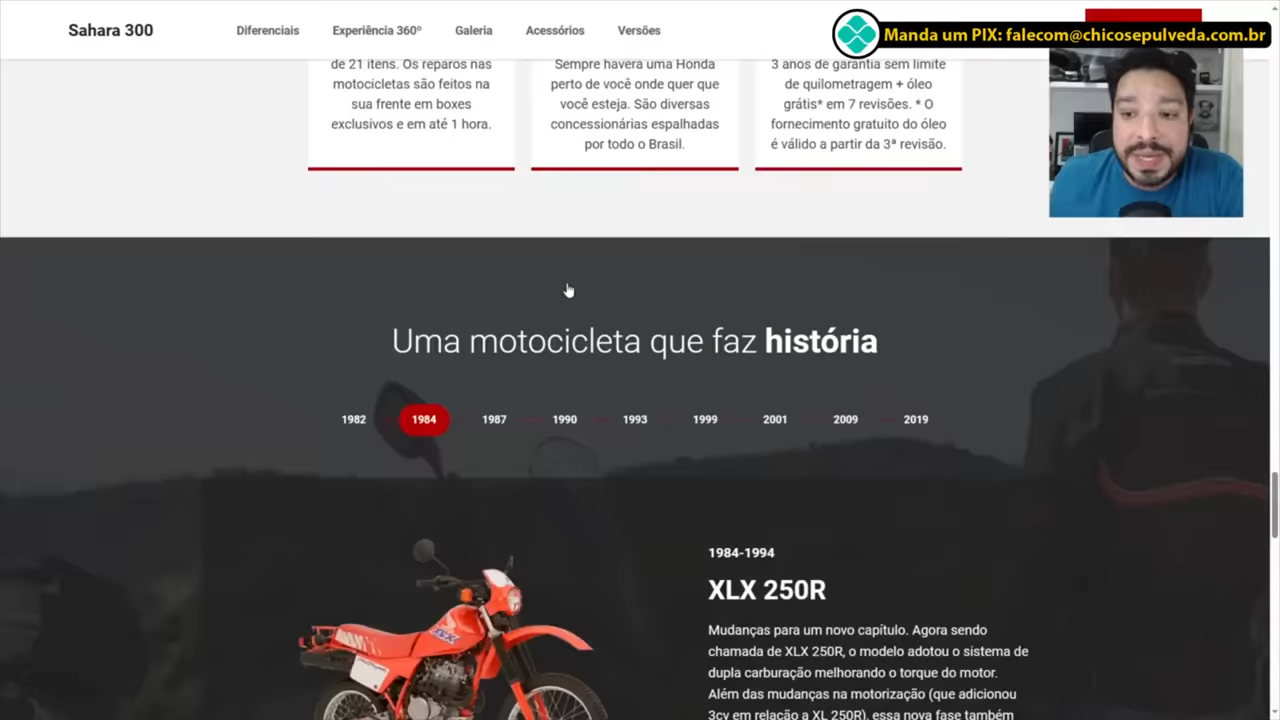 Sahara 300
Diferenciais
Experiência 360º
Galeria
Acessórios
Versões
Manda um PIX: falecom@chicosepulveda.com.br
de 21 itens. Os reparos nas
motocicletas são feitos na
sua frente em boxes
exclusivos e em até 1 hora.
Sempre haverá uma Honda
perto de você onde quer que
você esteja. São diversas
concessionárias espalhadas
por todo o Brasil.
3 anos de garantia sem limite
de quilometragem + óleo
grátis* em 7 revisões. * O
fornecimento gratuito do óleo
é válido a partir da 3ª revisão.
Uma motocicleta que faz história
1982
1984
1987
1990
1993
1999
2001
2009
2019
1984-1994
XLX 250R
Mudanças para um novo capítulo. Agora sendo
chamada de XLX 250R, o modelo adotou o sistema de
dupla carburação melhorando o torque do motor.
Além das mudanças na motorização (que adicionou
3cv em relação a XL 250R), essa nova fase também